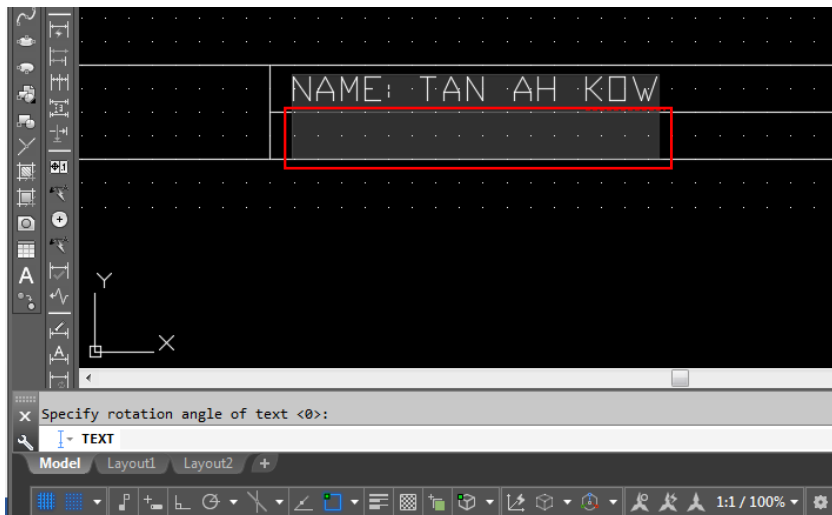 NAME: TAN AH KOW
Y
X
Specify rotation angle of text <0>:
TEXT
Model Layout1 Layout2 +
1:1 / 100%